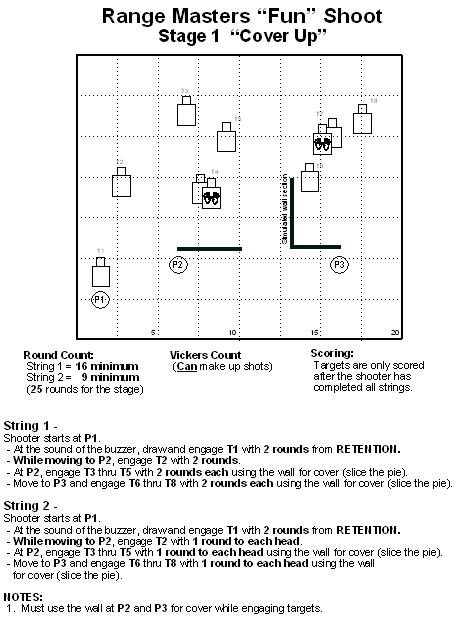 Range Masters “Fun” Shoot
Stage 1 “Cover Up”
T3
T8
T5
T7
T2
T4
T6
Simulated wall section
P2
P3
T1
P1
5
10
15
20
Round Count:
String 1 = 16 minimum
String 2 = 9 minimum
(25 rounds for the stage)
Vickers Count
(Can make up shots)
Scoring:
Targets are only scored
after the shooter has
completed all strings.
String 1 -
Shooter starts at P1.
- At the sound of the buzzer, draw and engage T1 with 2 rounds from RETENTION.
- While moving to P2, engage T2 with 2 rounds.
- At P2, engage T3 thru T5 with 2 rounds each using the wall for cover (slice the pie).
- Move to P3 and engage T6 thru T8 with 2 rounds each using the wall for cover (slice the pie).
String 2 -
Shooter starts at P1.
- At the sound of the buzzer, draw and engage T1 with 2 rounds from RETENTION.
- While moving to P2, engage T2 with 1 round to each head.
- At P2, engage T3 thru T5 with 1 round to each head using the wall for cover (slice the pie).
- Move to P3 and engage T6 thru T8 with 1 round to each head using the wall
for cover (slice the pie).
NOTES:
1. Must use the wall at P2 and P3 for cover while engaging targets.